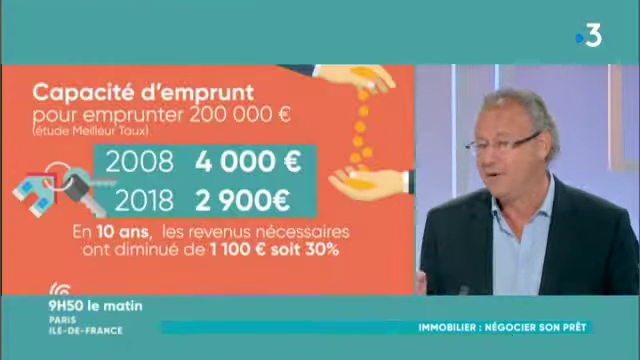 3
Capacité d'emprunt
pour emprunter 200 000 €
(étude Meilleur Taux)
2008 4 000 €
2018 2 900€
En 10 ans, les revenus nécessaires
ont diminué de 1 100 € soit 30%
9H50 le matin
PARIS
ILE-DE-FRANCE
IMMOBILIER : NÉGOCIER SON PRÊT